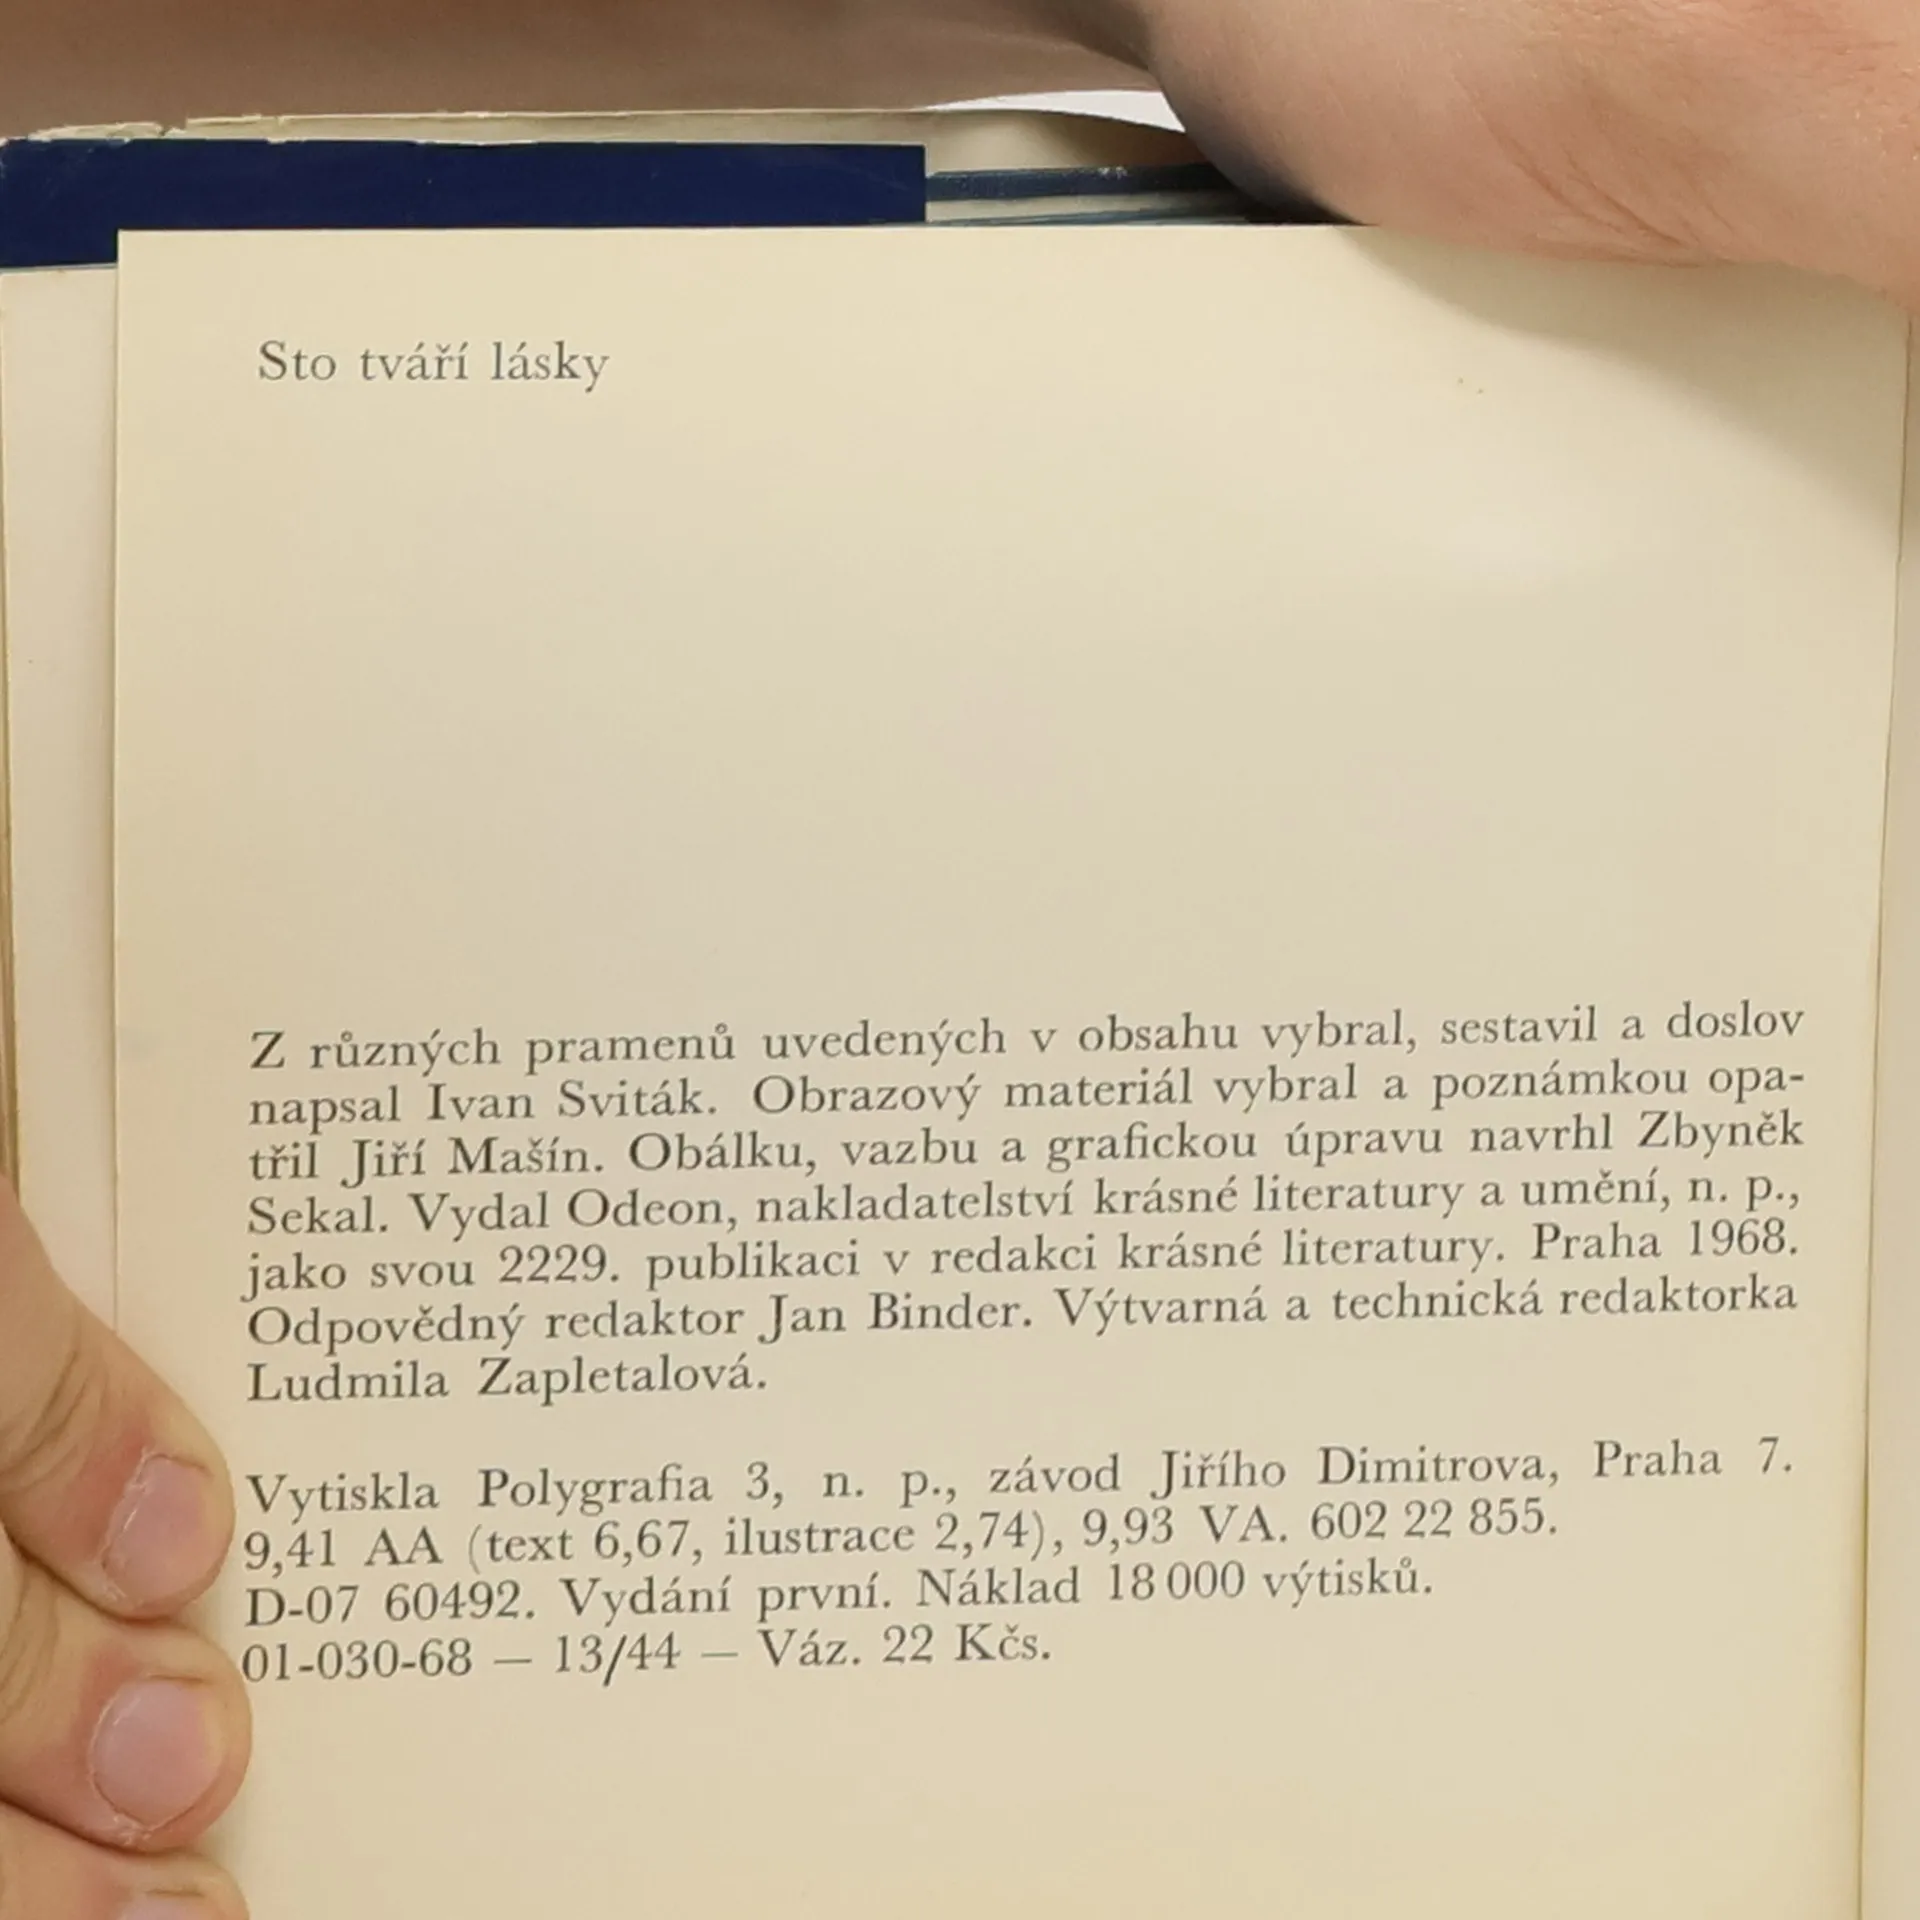 Sto tváří lásky
Z různých pramenů uvedených v obsahu vybral, sestavil a doslov
napsal Ivan Sviták. Obrazový materiál vybral a poznámkou opa-
třil Jiří Mašín. Obálku, vazbu a grafickou úpravu navrhl Zbyněk
Sekal. Vydal Odeon, nakladatelství krásné literatury a umění, n. p.,
jako svou 2229. publikaci v redakci krásné literatury. Praha 1968.
Odpovědný redaktor Jan Binder. Výtvarná a technická redaktorka
Ludmila Zapletalová.
Vytiskla Polygrafia 3, n. p., závod Jiřího Dimitrova, Praha 7.
9,41 AA (text 6,67, ilustrace 2,74), 9,93 VA. 602 22 855.
D-07 60492. Vydání první. Náklad 18 000 výtisků.
01-030-68 — 13/44 — Váz. 22 Kčs.